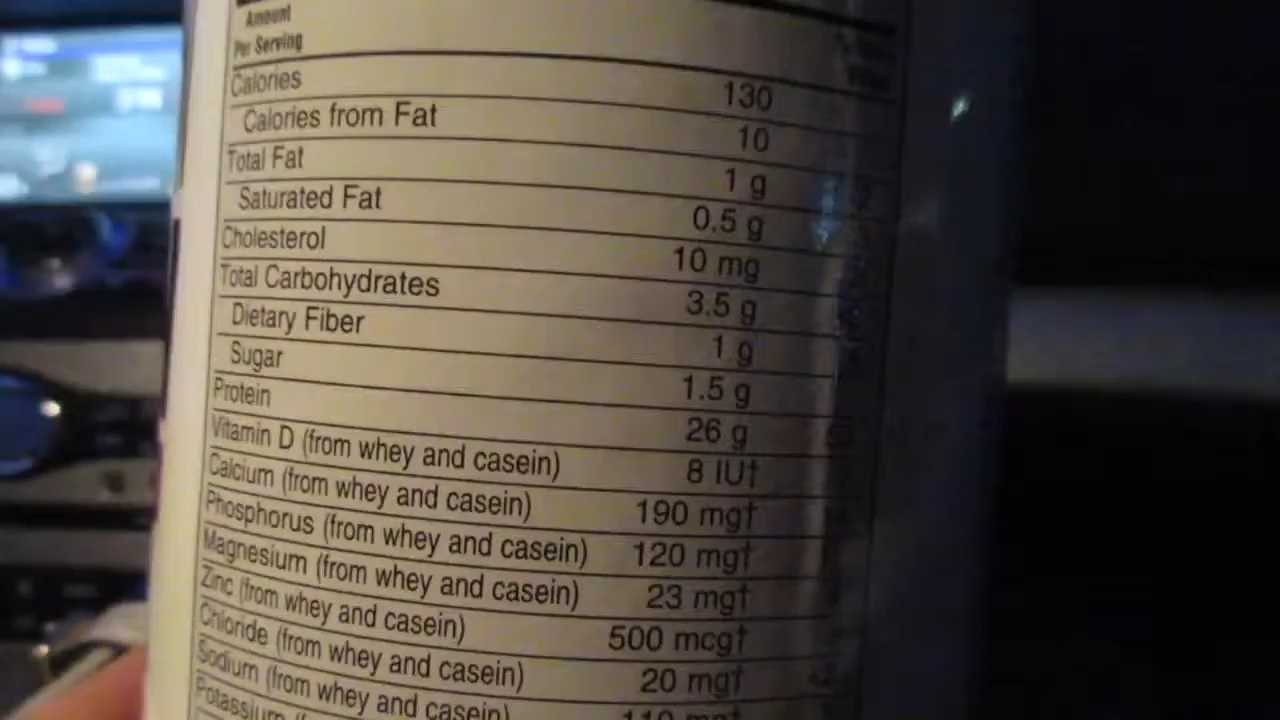 Amount
Per Serving
Calories 130
Calories from Fat 10
Total Fat 1 g
Saturated Fat 0.5 g
Cholesterol 10 mg
Total Carbohydrates 3.5 g
Dietary Fiber 1 g
Sugar 1.5 g
Protein 26 g
Vitamin D (from whey and casein) 8 IU†
Calcium (from whey and casein) 190 mg†
Phosphorus (from whey and casein) 120 mg†
Magnesium (from whey and casein) 23 mg†
Zinc (from whey and casein) 500 mcg†
Chloride (from whey and casein) 20 mg†
Sodium (from whey and casein) 110 mg†
Potassium